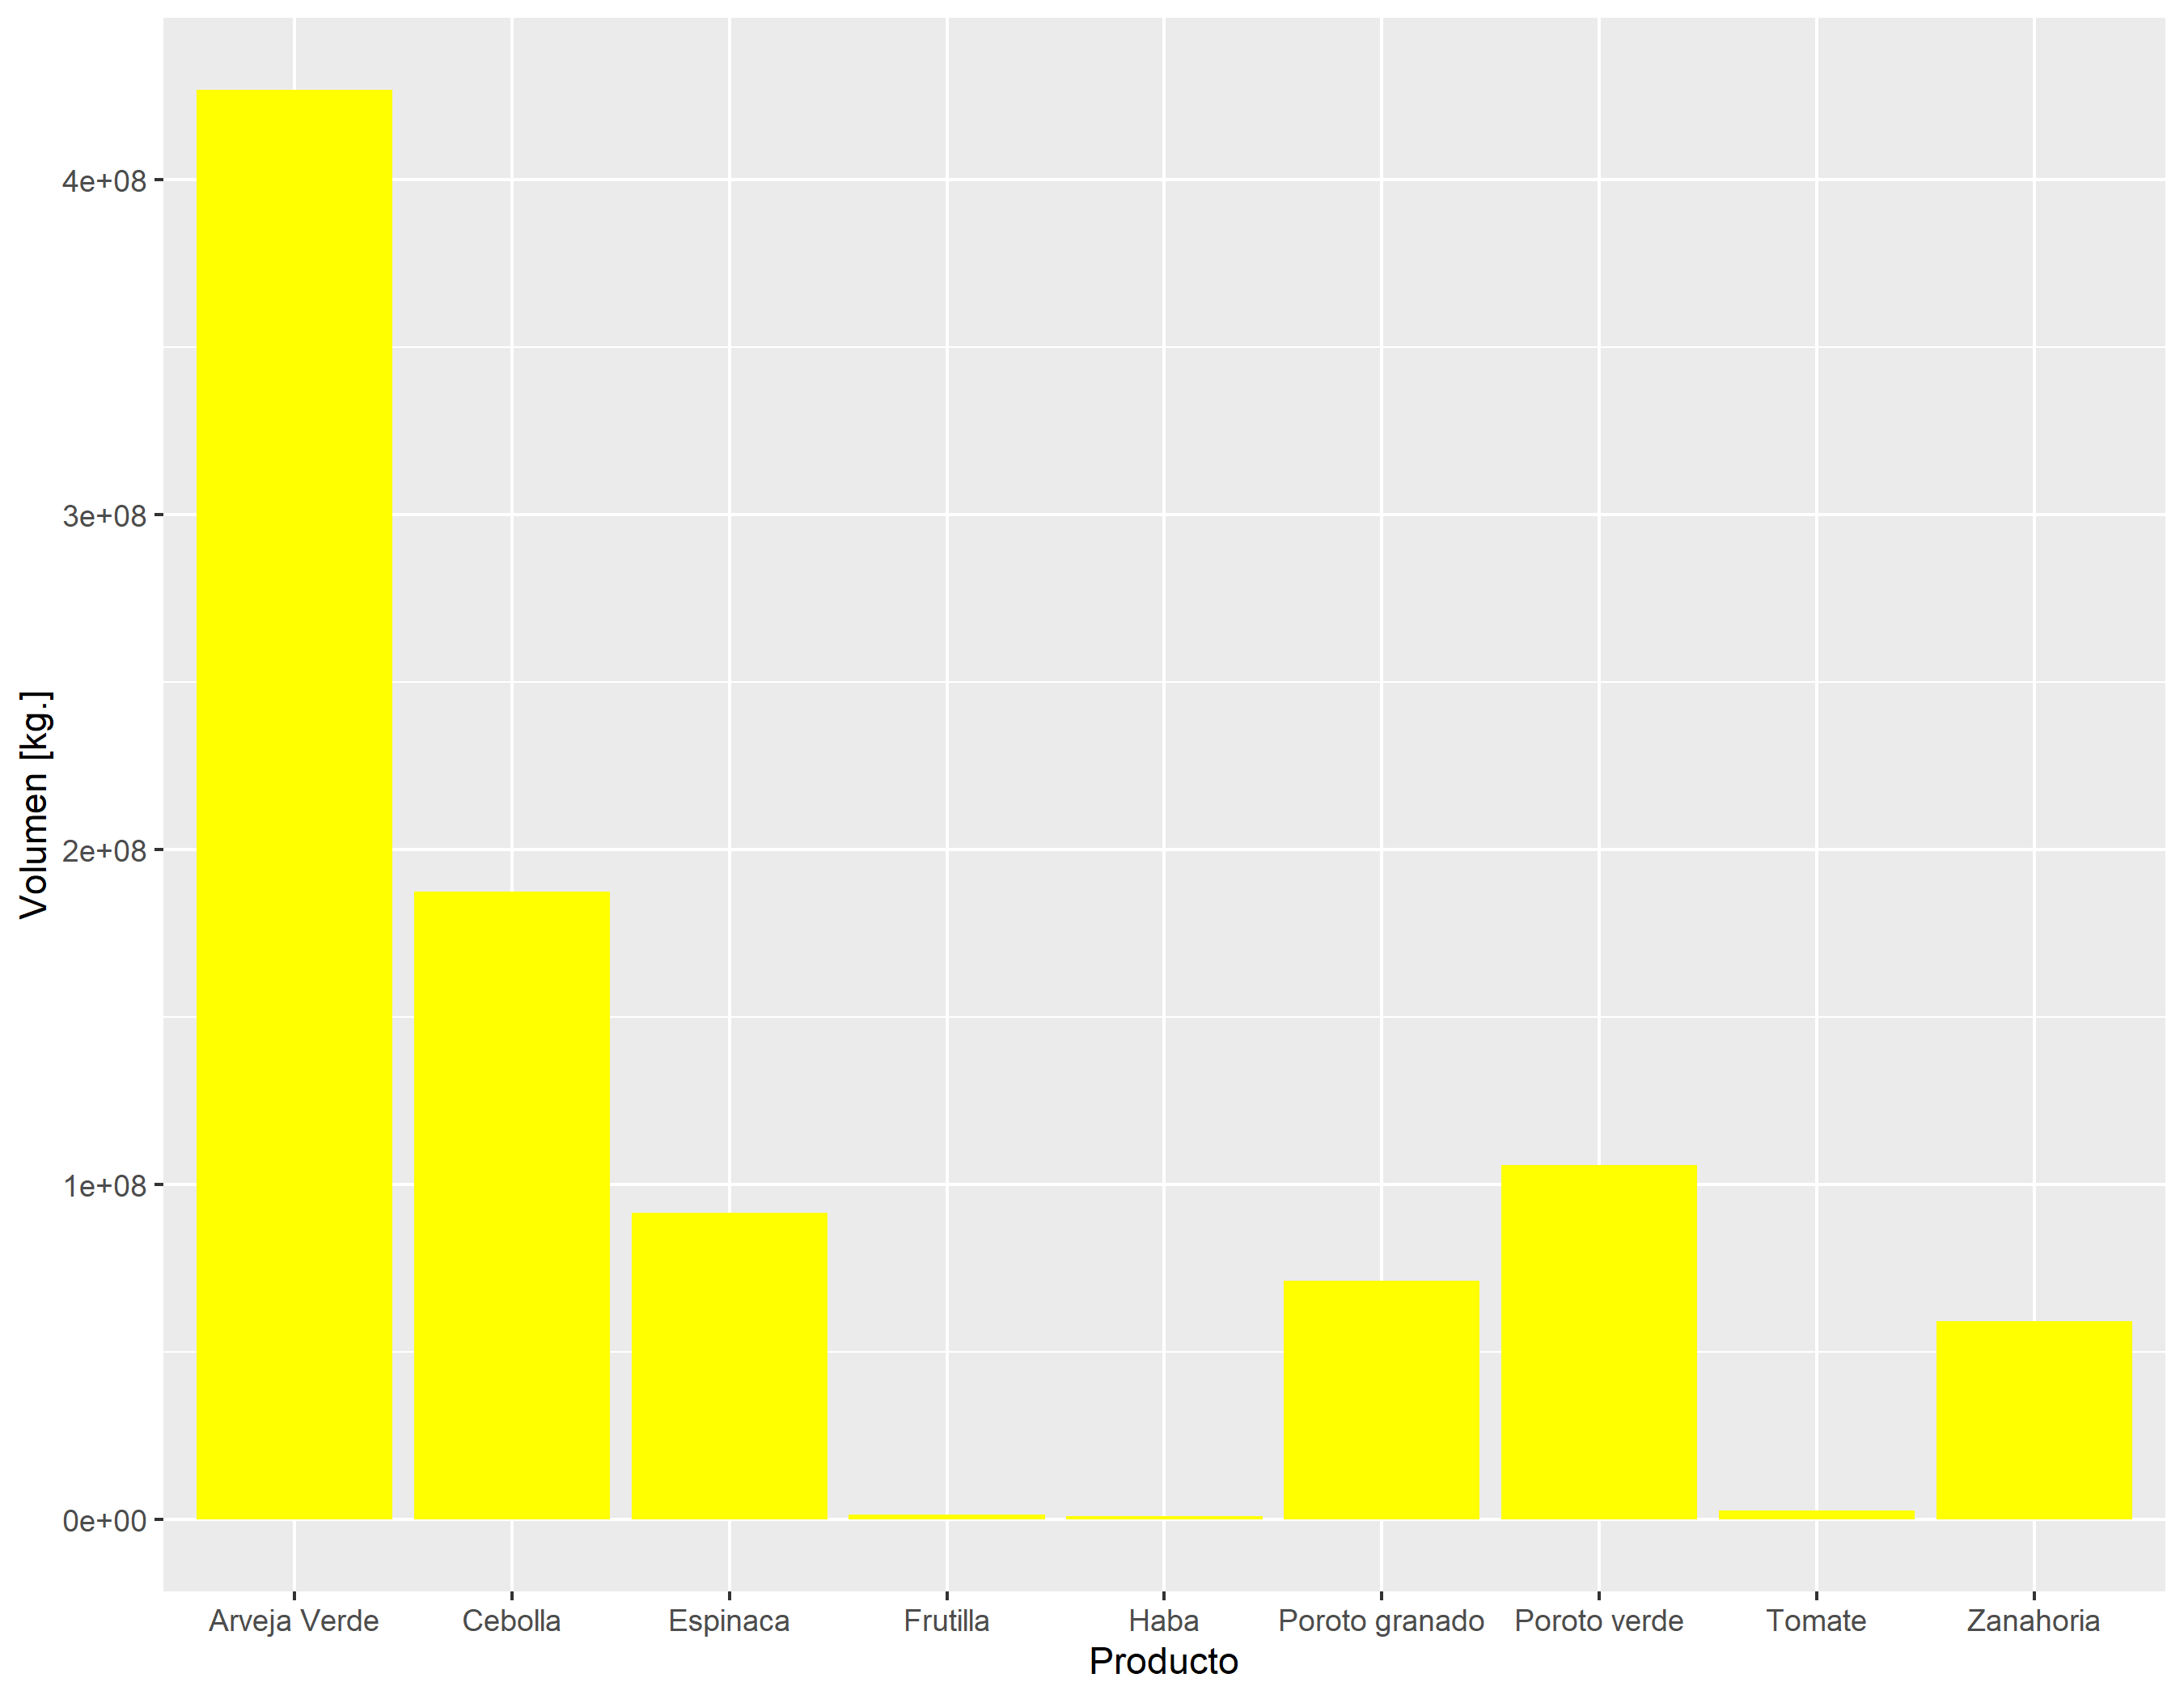 Volumen [kg.]
4e+08
3e+08
2e+08
1e+08
0e+00
Arveja Verde Cebolla Espinaca Frutilla Haba Poroto granado Poroto verde Tomate Zanahoria
Producto